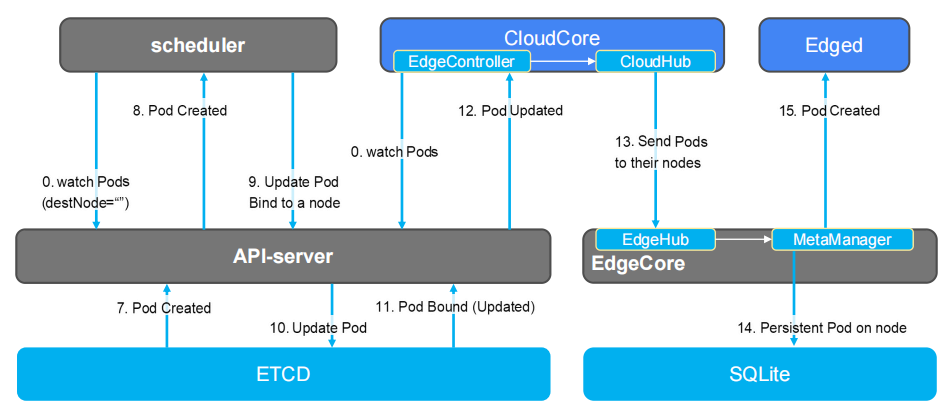 scheduler
CloudCore
EdgeController
CloudHub
Edged
8. Pod Created
12. Pod Updated
15. Pod Created
0. watch Pods
13. Send Pods
to their nodes
0. watch Pods
(destNode=“”)
9. Update Pod
Bind to a node
API-server
EdgeHub
MetaManager
EdgeCore
7. Pod Created
10. Update Pod
11. Pod Bound (Updated)
14. Persistent Pod on node
ETCD
SQLite